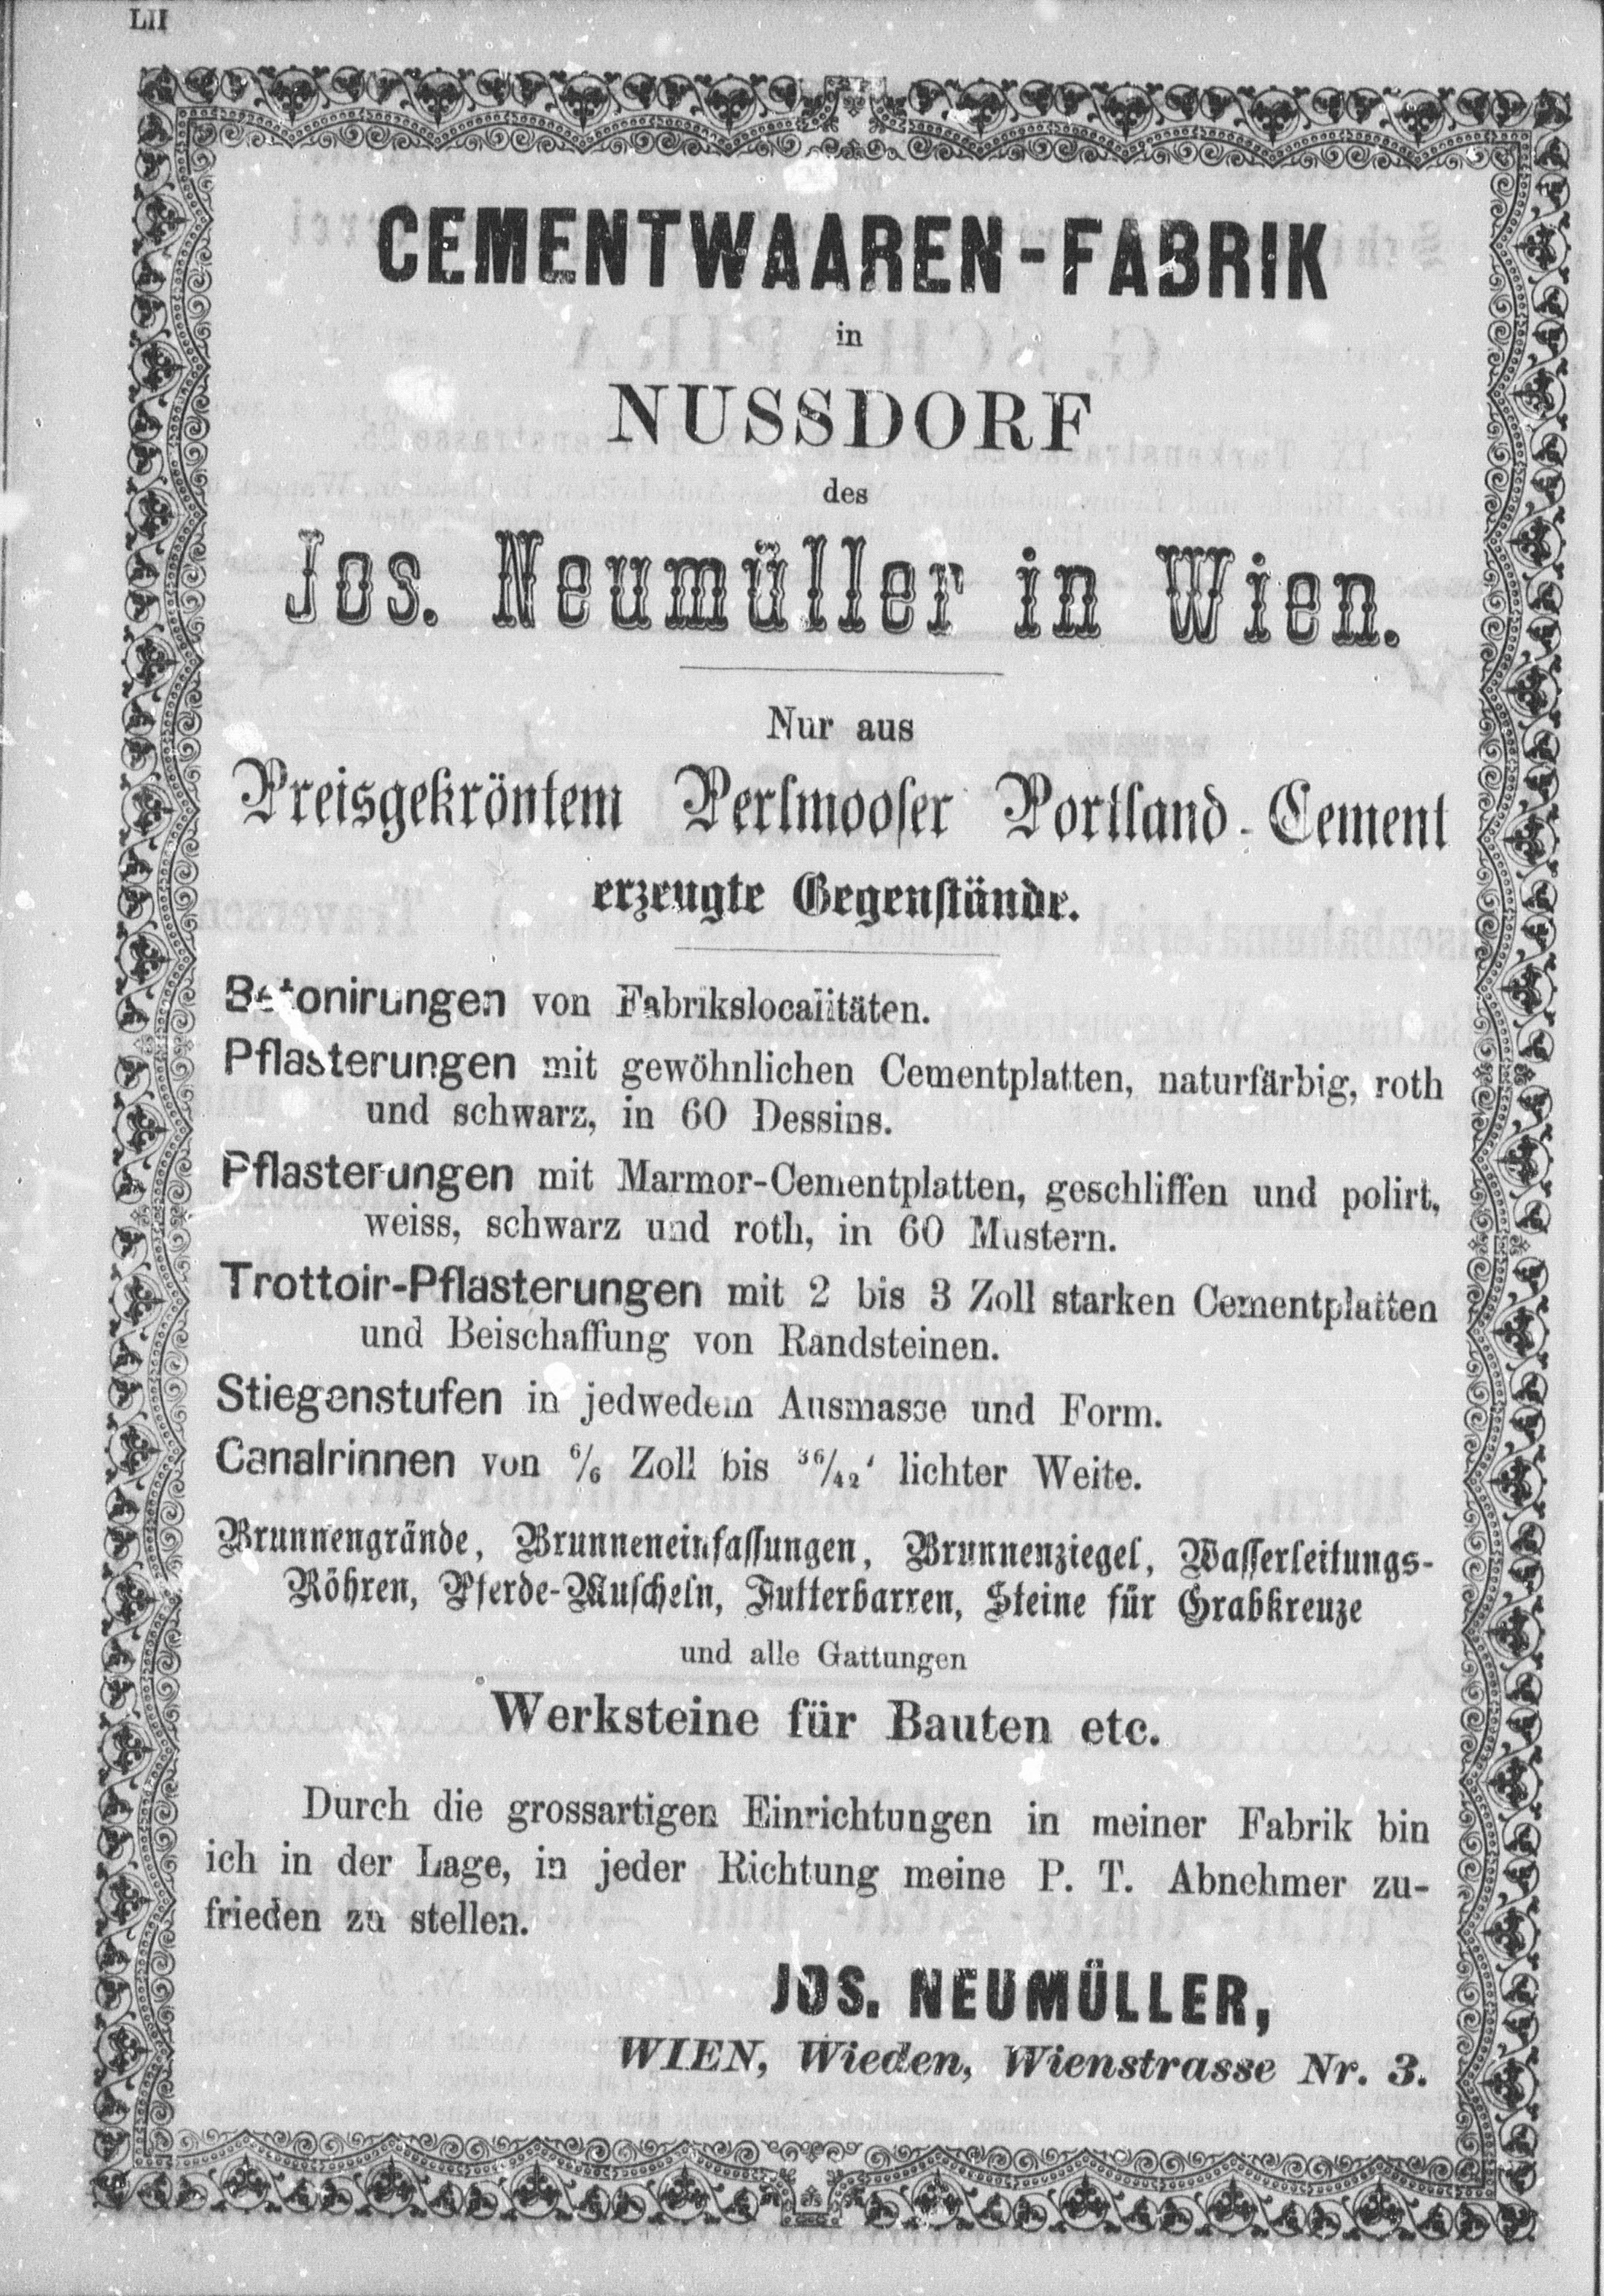 LII
CEMENTWAAREN-FABRIK
in
NUSSDORF
des
Jos. Neumüller in Wien.
Nur aus
Preisgekröntem Perlmooser Portland-Cement
erzeugte Gegenstände.
Betonirungen von Fabrikslocalitäten.
Pflasterungen mit gewöhnlichen Cementplatten, naturfärbig, roth
und schwarz, in 60 Dessins.
Pflasterungen mit Marmor-Cementplatten, geschliffen und polirt,
weiss, schwarz und roth, in 60 Mustern.
Trottoir-Pflasterungen mit 2 bis 3 Zoll starken Cementplatten
und Beischaffung von Randsteinen.
Stiegenstufen in jedwedem Ausmasse und Form.
Canalrinnen von 6/6 Zoll bis 36/42' lichter Weite.
Brunnengrände, Brunneneinfassungen, Brunnenziegel, Wasserleitungs-
Röhren, Pferde-Muscheln, Futterbarren, Steine für Grabkreuze
und alle Gattungen
Werksteine für Bauten etc.
Durch die grossartigen Einrichtungen in meiner Fabrik bin
ich in der Lage, in jeder Richtung meine P. T. Abnehmer zu-
frieden zu stellen.
JOS. NEUMÜLLER,
WIEN, Wieden, Wienstrasse Nr. 3.